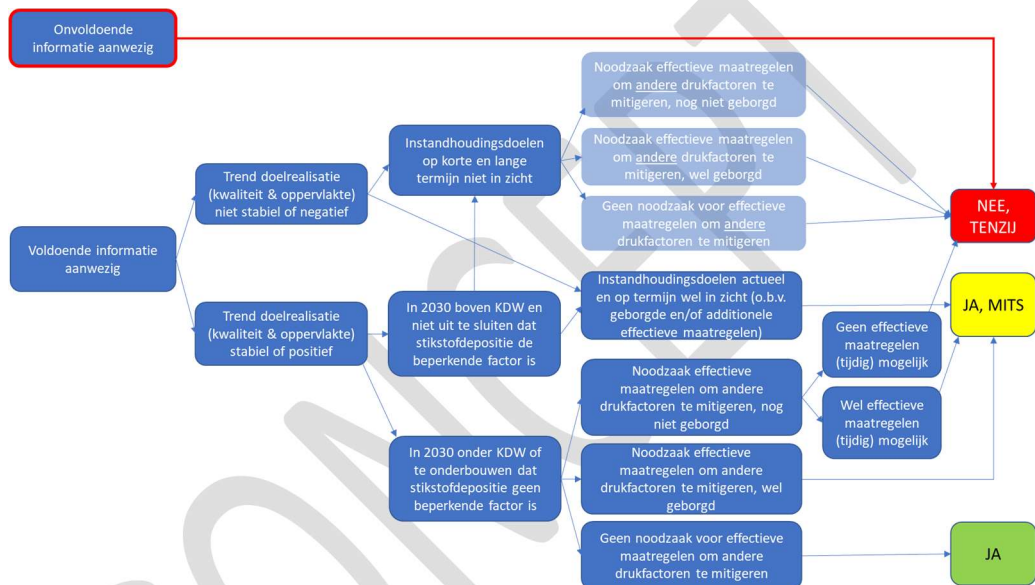 Onvoldoende
informatie aanwezig
Noodzaak effectieve maatregelen
om andere drukfactoren te
mitigeren, nog niet geborgd
Instandhoudingsdoelen
op korte en lange
termijn niet in zicht
Noodzaak effectieve maatregelen
om andere drukfactoren te
mitigeren, wel geborgd
Trend doelrealisatie
(kwaliteit & oppervlakte)
niet stabiel of negatief
Geen noodzaak voor effectieve
maatregelen om andere
drukfactoren te mitigeren
NEE,
TENZIJ
Voldoende informatie
aanwezig
Trend doelrealisatie
(kwaliteit & oppervlakte)
stabiel of positief
In 2030 boven KDW en
niet uit te sluiten dat
stikstofdepositie de
beperkende factor is
Instandhoudingsdoelen actueel
en op termijn wel in zicht (o.b.v.
geborgde en/of additionele
effectieve maatregelen)
JA, MITS
Geen effectieve
maatregelen
(tijdig) mogelijk
Noodzaak effectieve
maatregelen om andere
drukfactoren te mitigeren, nog
niet geborgd
Wel effectieve
maatregelen
(tijdig) mogelijk
In 2030 onder KDW of
te onderbouwen dat
stikstofdepositie geen
beperkende factor is
Noodzaak effectieve
maatregelen om andere
drukfactoren te mitigeren, wel
geborgd
Geen noodzaak voor effectieve
maatregelen om andere
drukfactoren te mitigeren
JA
CONCEPT